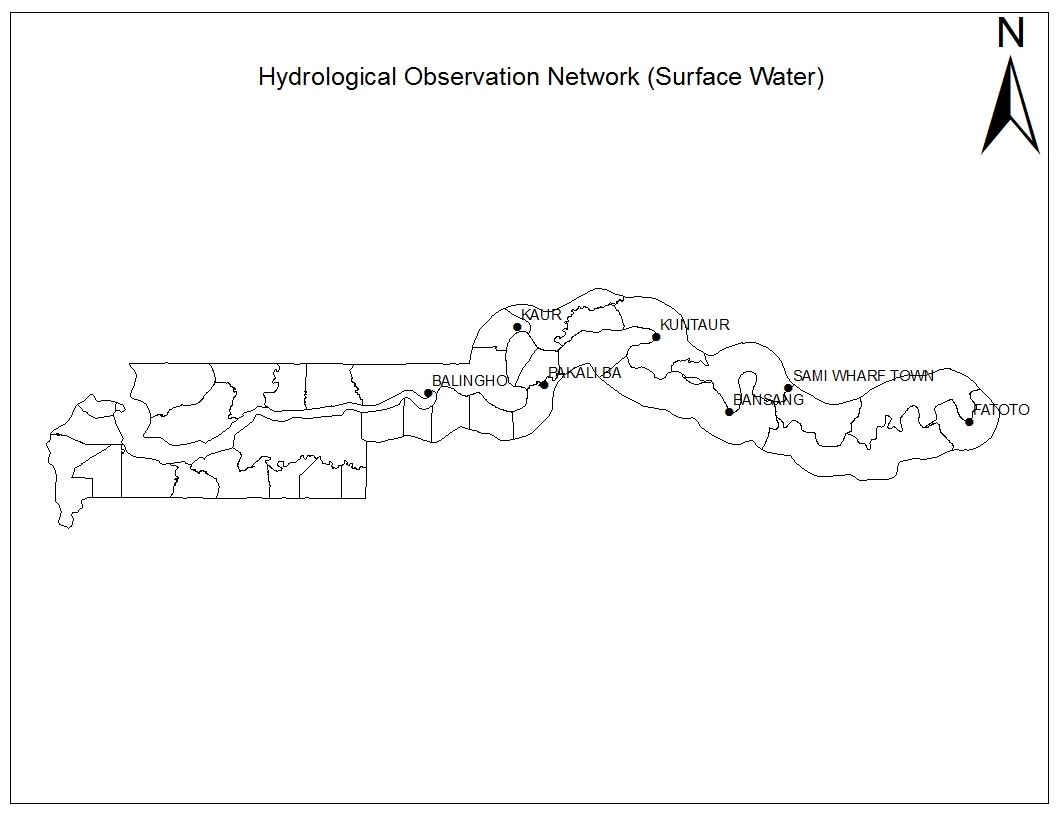 N
Hydrological Observation Network (Surface Water)
KAUR
KUNTAUR
BALINGHO
PAKALI BA
SAMI WHARF TOWN
BANSANG
FATOTO